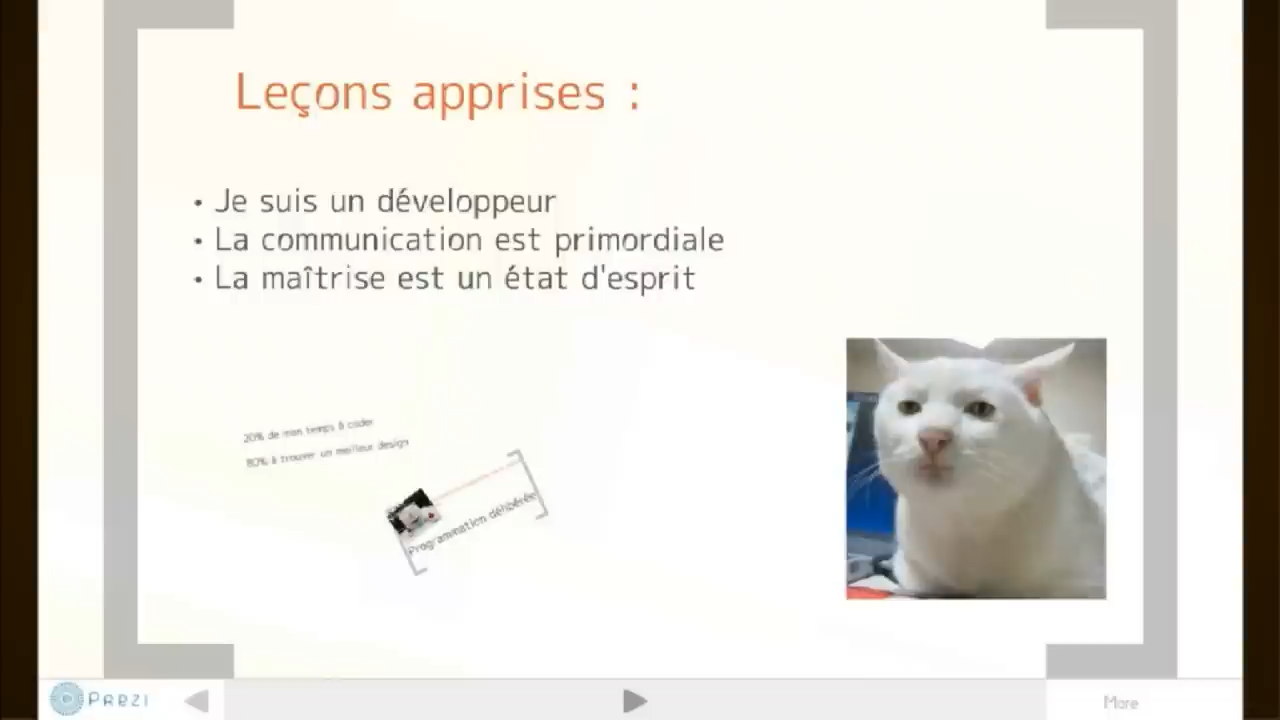 Leçons apprises :
• Je suis un développeur
• La communication est primordiale
• La maîtrise est un état d'esprit
20% de mon temps à coder
80% à trouver un meilleur design
Programmation délibérée
Prezi
More